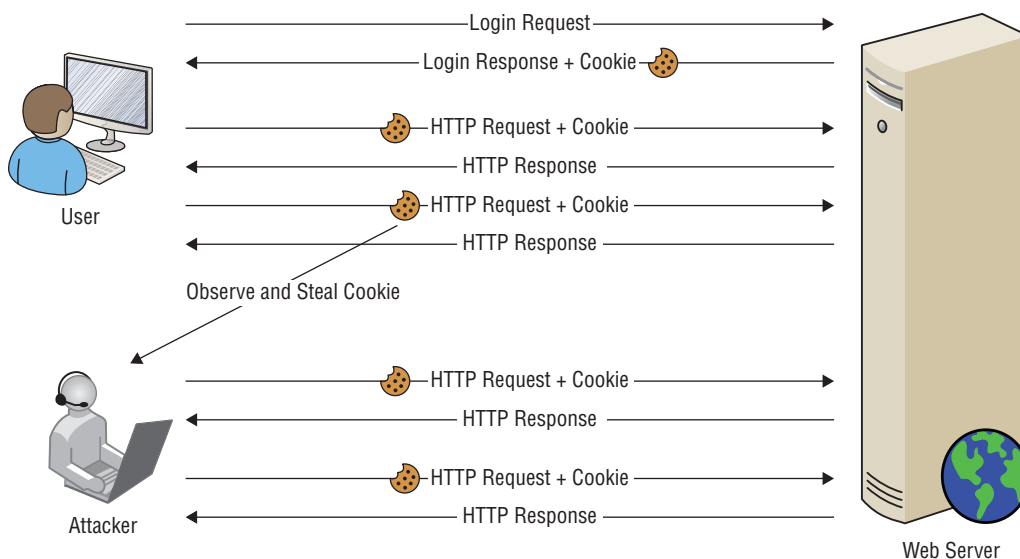 Login Request
Login Response + Cookie
HTTP Request + Cookie
HTTP Response
User
HTTP Request + Cookie
HTTP Response
Observe and Steal Cookie
HTTP Request + Cookie
HTTP Response
HTTP Request + Cookie
HTTP Response
Attacker
Web Server